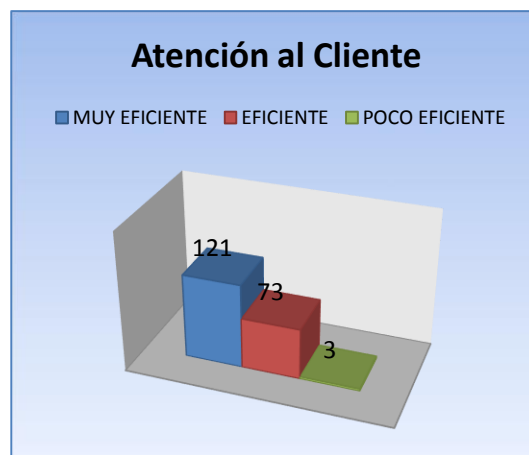 Atención al Cliente
MUY EFICIENTE EFICIENTE POCO EFICIENTE
121
73
3